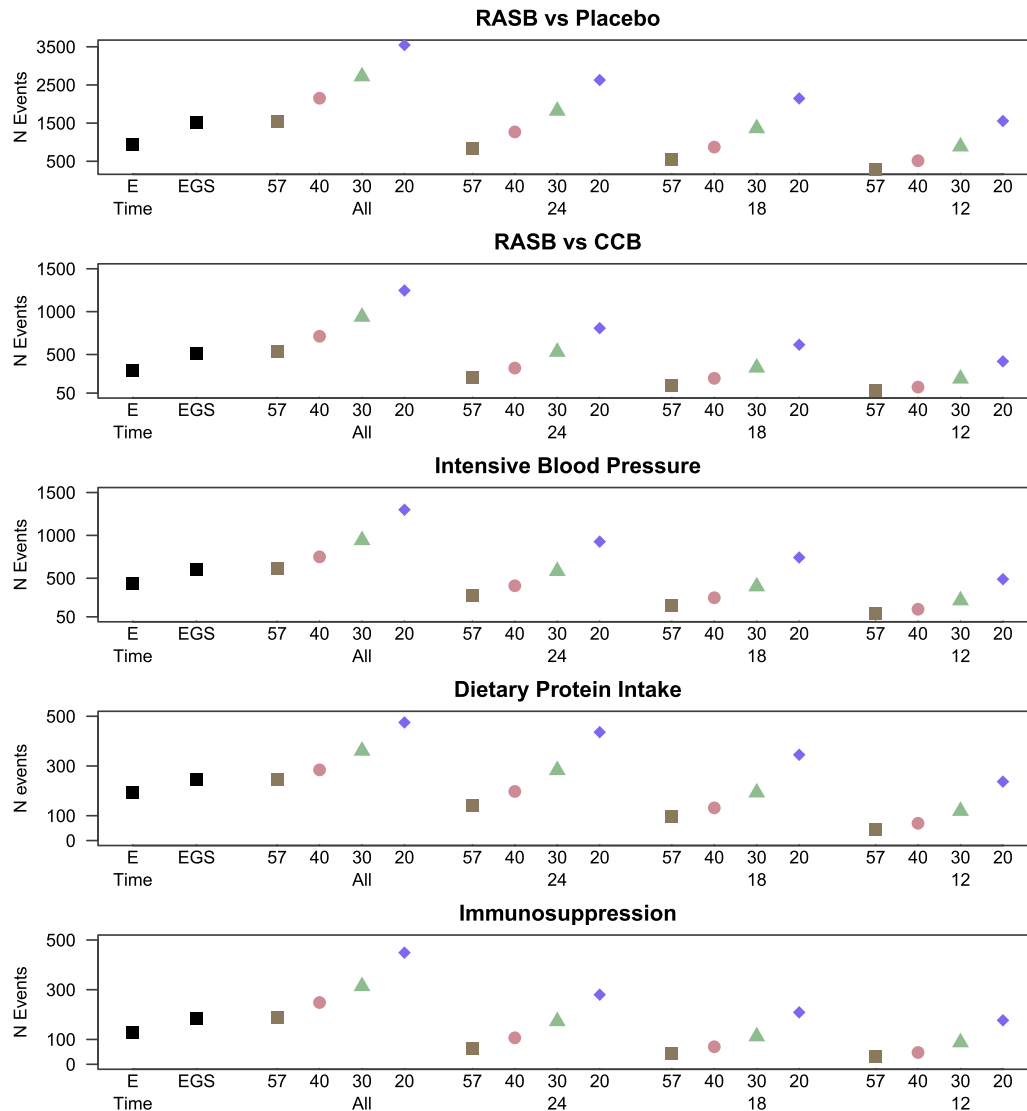 RASB vs Placebo
N Events
3500
2500
1500
500
E EGS 57 40 30 20 57 40 30 20 57 40 30 20 57 40 30 20
Time All 24 18 12
RASB vs CCB
N Events
1500
1000
500
50
E EGS 57 40 30 20 57 40 30 20 57 40 30 20 57 40 30 20
Time All 24 18 12
Intensive Blood Pressure
N Events
1500
1000
500
50
E EGS 57 40 30 20 57 40 30 20 57 40 30 20 57 40 30 20
Time All 24 18 12
Dietary Protein Intake
N events
500
300
100
0
E EGS 57 40 30 20 57 40 30 20 57 40 30 20 57 40 30 20
Time All 24 18 12
Immunosuppression
N Events
500
300
100
0
E EGS 57 40 30 20 57 40 30 20 57 40 30 20 57 40 30 20
Time All 24 18 12